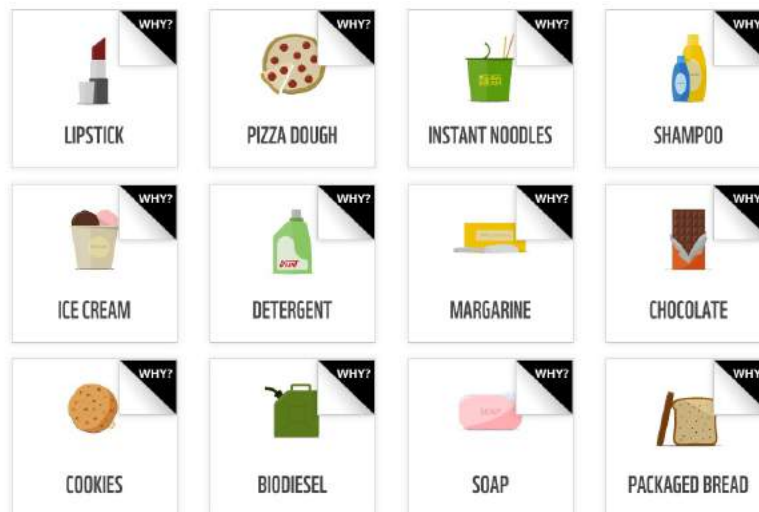 WHY?
WHY?
WHY?
WHY
LIPSTICK
PIZZA DOUGH
INSTANT NOODLES
SHAMPOO
WHY?
WHY?
WHY?
WHY
ICE CREAM
DETERGENT
MARGARINE
CHOCOLATE
WHY?
WHY?
WHY?
WHY
SOAP
COOKIES
BIODIESEL
SOAP
PACKAGED BREAD